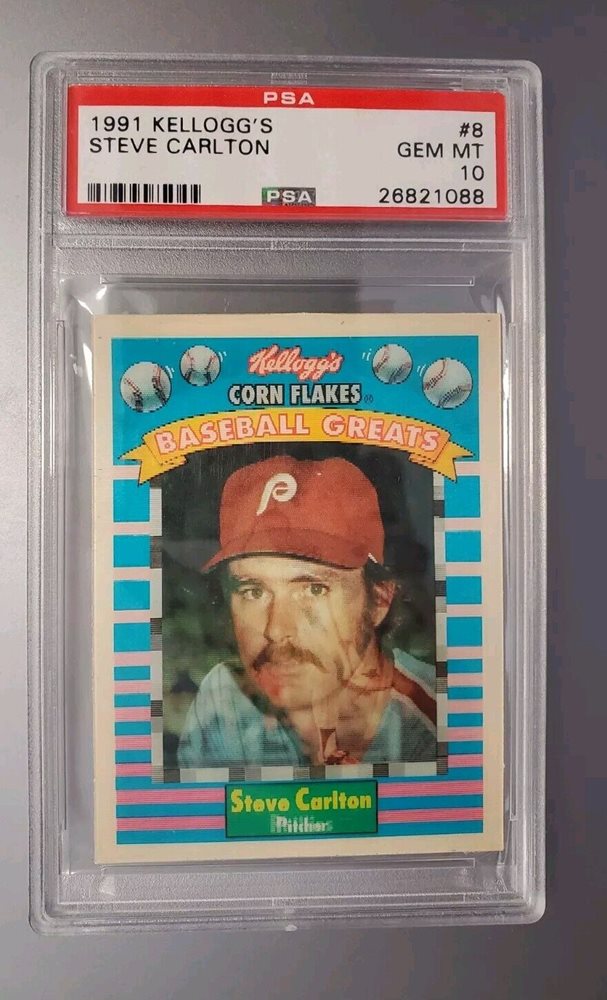 PSA
1991 KELLOGG'S #8
STEVE CARLTON GEM MT
10
PSA 26821088
Kellogg's
CORN FLAKES®
BASEBALL GREATS
P
Steve Carlton
Pitcher